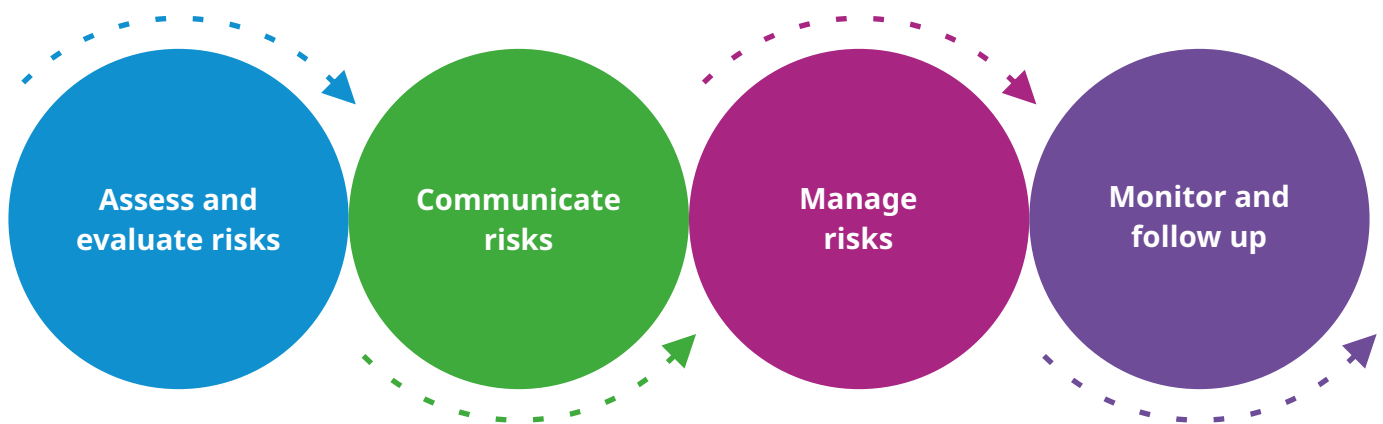 Assess and
evaluate risks
Communicate
risks
Manage
risks
Monitor and
follow up